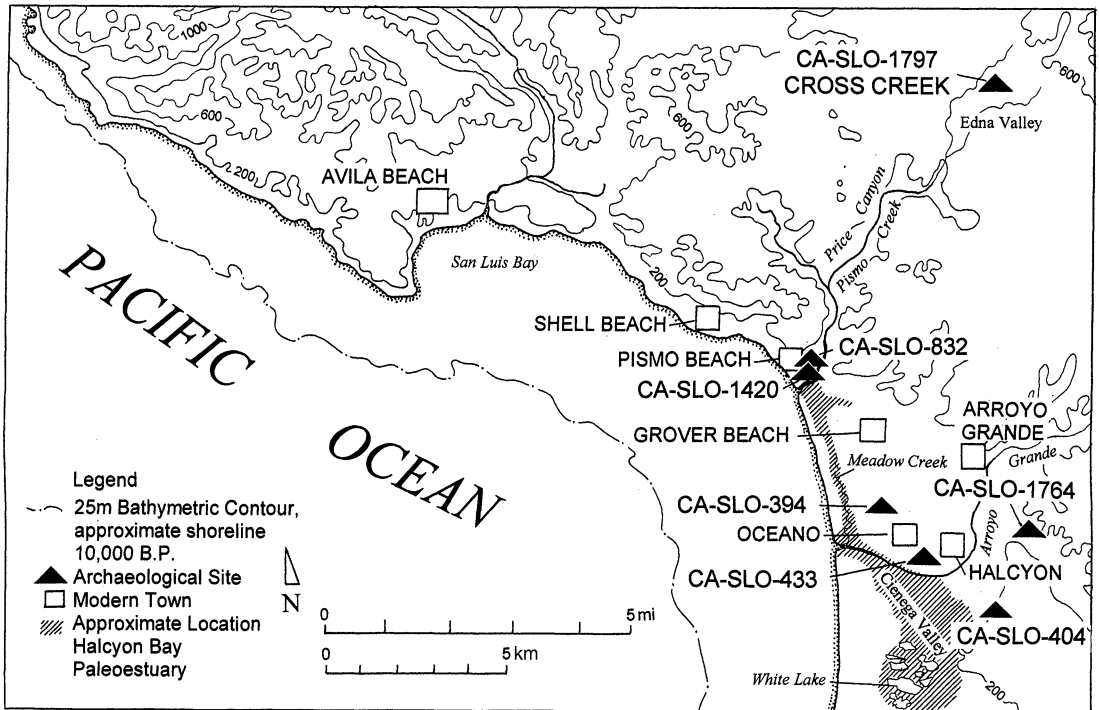 1000
600
200
AVILA BEACH
San Luis Bay
PACIFIC
OCEAN
CA-SLO-1797
CROSS CREEK
600
Edna Valley
600
Price Canyon
Pismo Creek
200
SHELL BEACH
PISMO BEACH
CA-SLO-832
CA-SLO-1420
GROVER BEACH
ARROYO
GRANDE
Arroyo Grande
Meadow Creek
CA-SLO-1764
CA-SLO-394
OCEANO
CA-SLO-433
HALCYON
Cienega Valley
CA-SLO-404
White Lake
200
Legend
25m Bathymetric Contour,
approximate shoreline
10,000 B.P.
Archaeological Site
Modern Town
Approximate Location
Halcyon Bay
Paleoestuary
N
0 5 mi
0 5 km